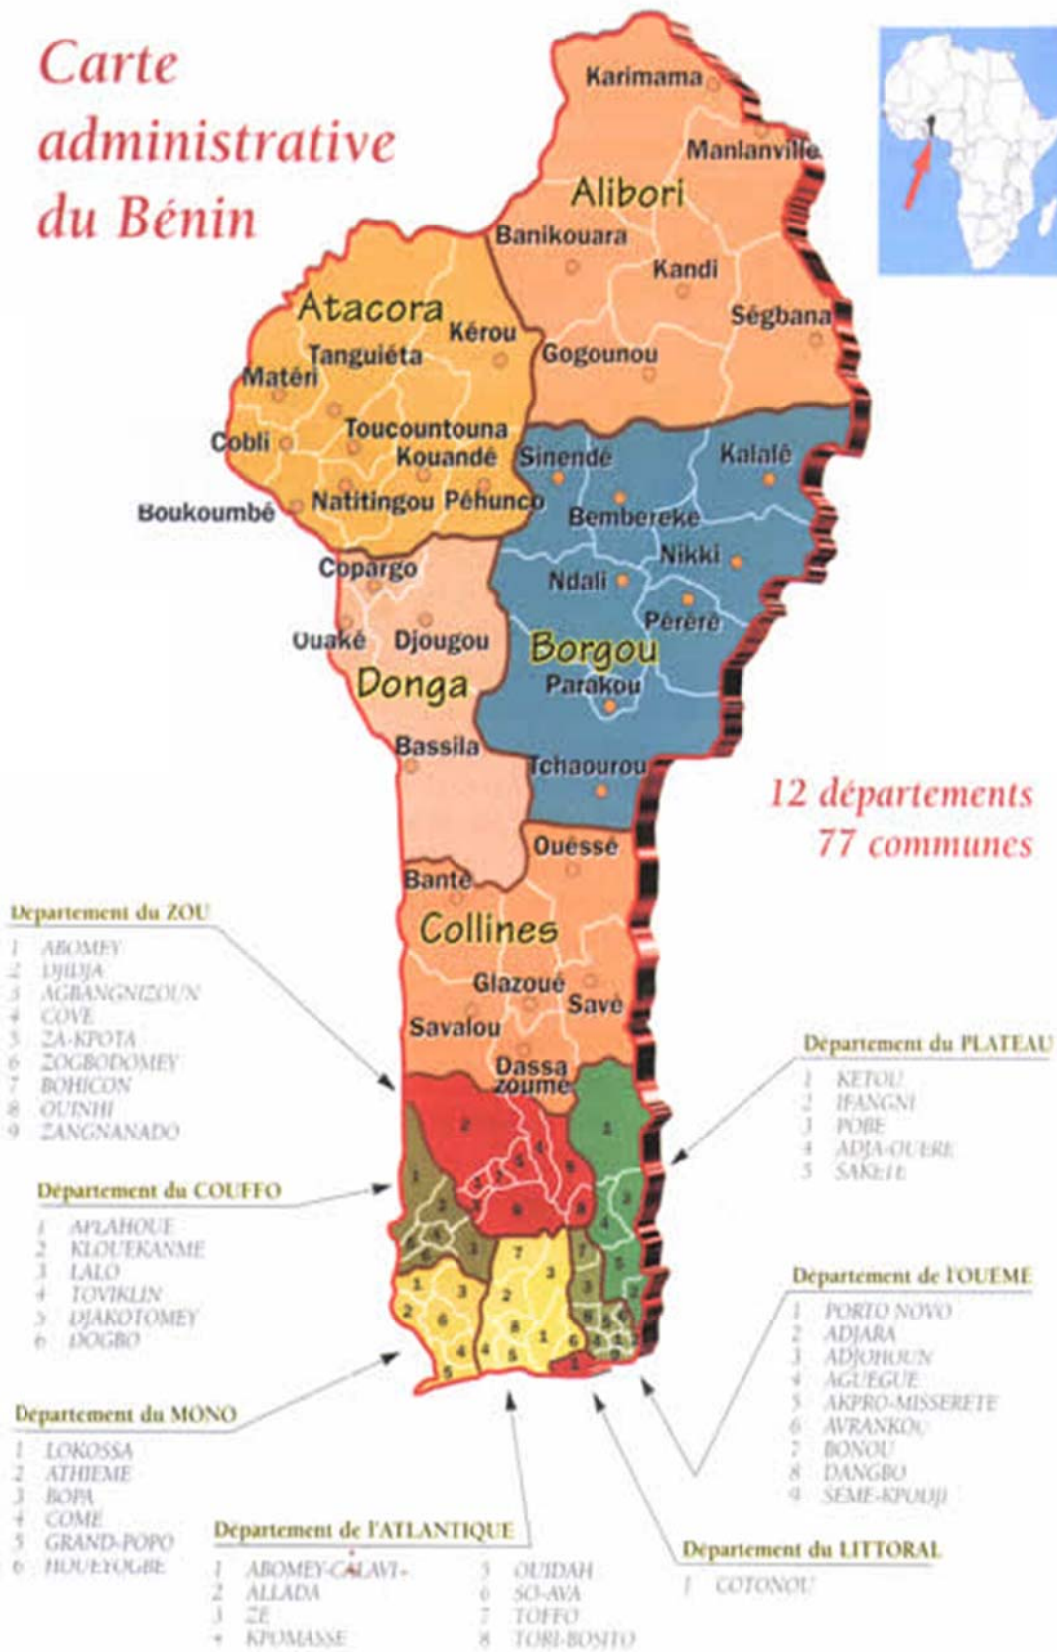 Carte
administrative
du Bénin
Karimama
Manlanville
Alibori
Banikouara
Kandi
Ségbana
Gogounou
Atacora
Kérou
Tanguiéta
Matéri
Toucountouna
Cobli
Kouandé
Natitingou
Péhunco
Boukoumbé
Sinendé
Kalalé
Bembereke
Nikki
Ndali
Pèrèrè
Borgou
Parakou
Tchaourou
Copargo
Ouaké
Djougou
Donga
Bassila
12 départements
77 communes
Ouéssé
Bantè
Collines
Glazoué
Savé
Savalou
Dassa
zoumé
Département du ZOU
1 ABOMEY
2 DJIDJA
3 AGBANGNIZOUN
4 COVE
5 ZA-KPOTA
6 ZOGBODOMEY
7 BOHICON
8 OUINHI
9 ZANGNANADO
Département du COUFFO
1 APLAHOUE
2 KLOUEKANME
3 LALO
4 TOVIKLIN
5 DJAKOTOMEY
6 DOGBO
Département du MONO
1 LOKOSSA
2 ATHIEME
3 BOPA
4 COME
5 GRAND-POPO
6 HOUEYOGBE
Département de l'ATLANTIQUE
1 ABOMEY-CALAVI
2 ALLADA
3 ZE
4 KPOMASSE
5 OUIDAH
6 SO-AVA
7 TOFFO
8 TORI-BOSITO
Département du PLATEAU
1 KETOU
2 IFANGNI
3 POBE
4 ADJA-OUERE
5 SAKETE
Département de l'OUEME
1 PORTO NOVO
2 ADJARA
3 ADJOHOUN
4 AGUEGUE
5 AKPRO-MISSERETE
6 AVRANKOU
7 BONOU
8 DANGBO
9 SEME-KPODJI
Département du LITTORAL
1 COTONOU